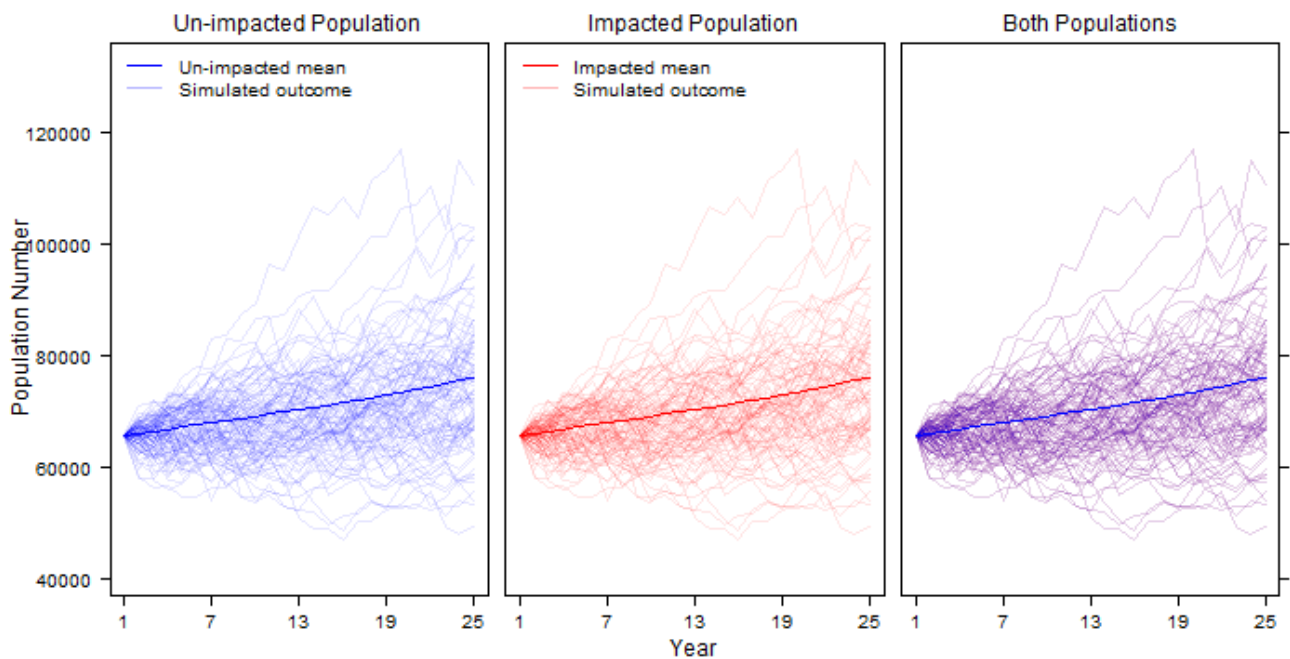 Un-impacted Population
Impacted Population
Both Populations
Un-impacted mean
Simulated outcome
Impacted mean
Simulated outcome
Population Number
120000
100000
80000
60000
40000
1 7 13 19 25
1 7 13 19 25
1 7 13 19 25
Year